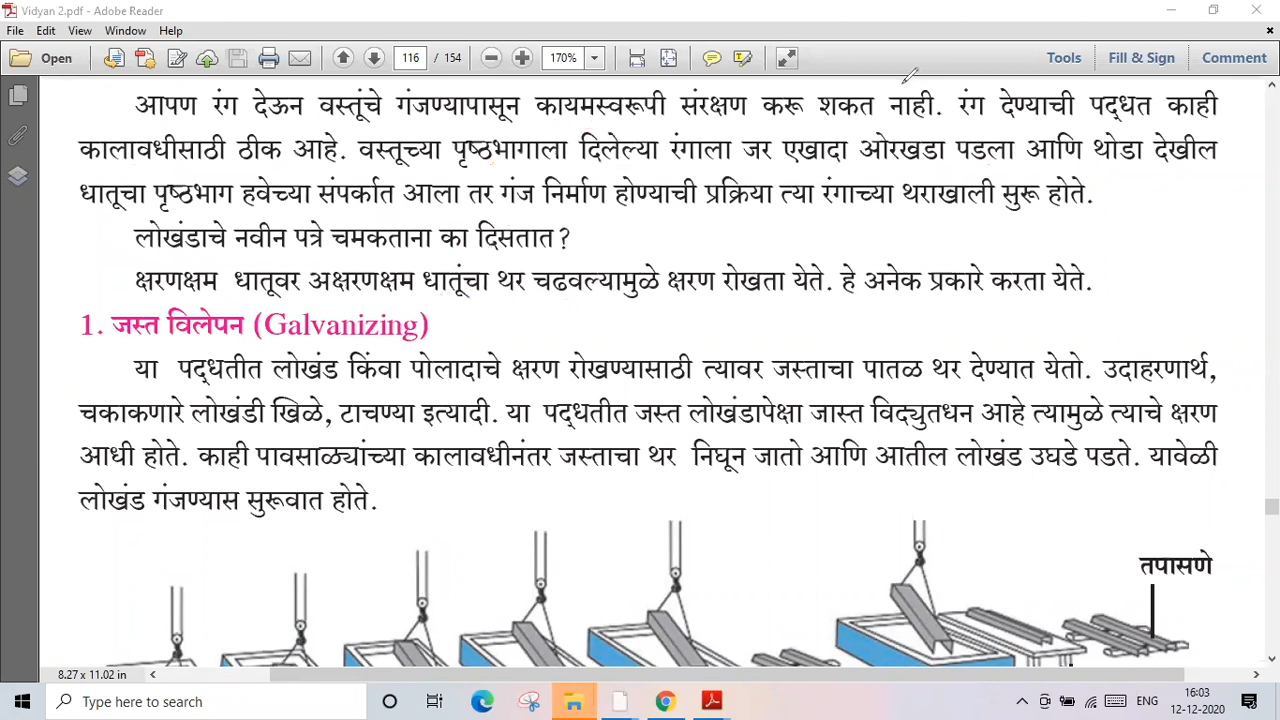 Vidyan 2.pdf - Adobe Reader
File Edit View Window Help
Open 116 / 154 170% Tools Fill & Sign Comment
आपण रंग देऊन वस्तूंचे गंजण्यापासून कायमस्वरूपी संरक्षण करू शकत नाही. रंग देण्याची पद्धत काही
कालावधीसाठी ठीक आहे. वस्तूच्या पृष्ठभागाला दिलेल्या रंगाला जर एखादा ओरखडा पडला आणि थोडा देखील
धातूचा पृष्ठभाग हवेच्या संपर्कात आला तर गंज निर्माण होण्याची प्रक्रिया त्या रंगाच्या थराखाली सुरू होते.
लोखंडाचे नवीन पत्रे चमकताना का दिसतात?
क्षरणक्षम धातूवर अक्षरणक्षम धातूंचा थर चढवल्यामुळे क्षरण रोखता येते. हे अनेक प्रकारे करता येते.
1. जस्त विलेपन (Galvanizing)
या पद्धतीत लोखंड किंवा पोलादाचे क्षरण रोखण्यासाठी त्यावर जस्ताचा पातळ थर देण्यात येतो. उदाहरणार्थ,
चकाकणारे लोखंडी खिळे, टाचण्या इत्यादी. या पद्धतीत जस्त लोखंडापेक्षा जास्त विद्युतधन आहे त्यामुळे त्याचे क्षरण
आधी होते. काही पावसाळ्यांच्या कालावधीनंतर जस्ताचा थर निघून जातो आणि आतील लोखंड उघडे पडते. यावेळी
लोखंड गंजण्यास सुरूवात होते.
तपासणे
8.27 x 11.02 in
Type here to search
16:03
12-12-2020